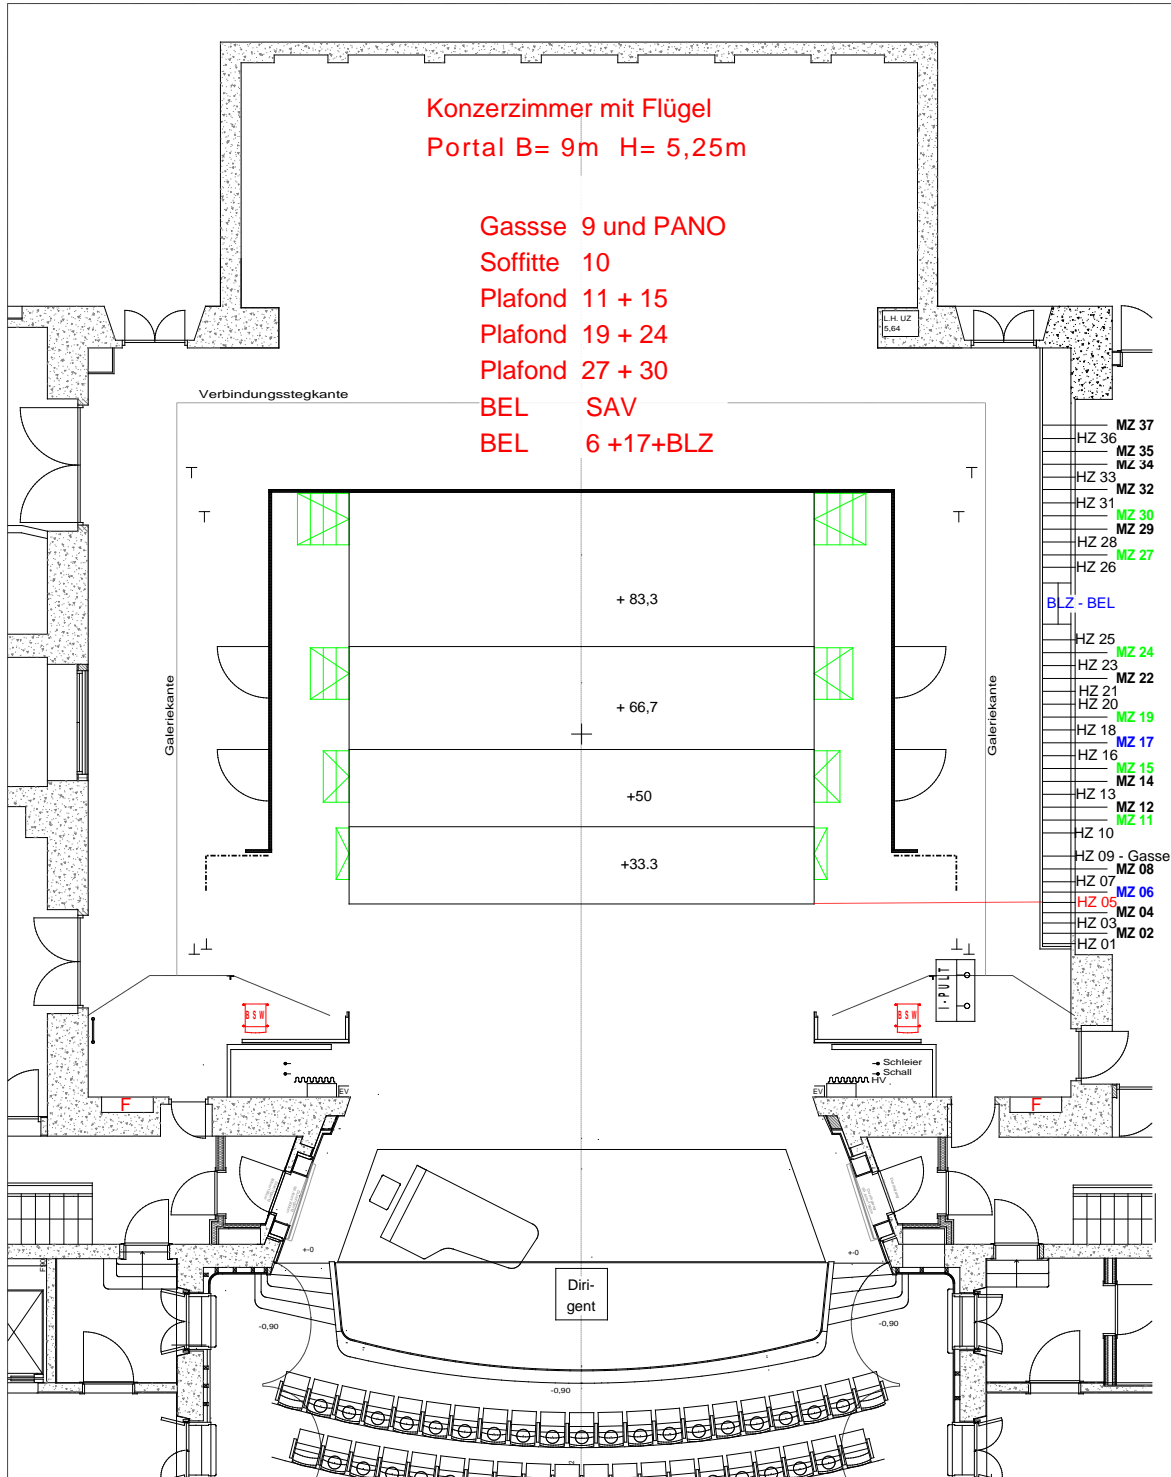 Konzerzimmer mit Flügel
Portal B= 9m H= 5,25m
Gassse 9 und PANO
Soffitte 10
Plafond 11 + 15
Plafond 19 + 24
Plafond 27 + 30
BEL SAV
BEL 6 +17+BLZ
L.H. UZ
5,64
Verbindungsstegkante
MZ 37
HZ 36
MZ 35
MZ 34
HZ 33
MZ 32
HZ 31
MZ 30
MZ 29
HZ 28
MZ 27
HZ 26
BLZ - BEL
HZ 25
MZ 24
HZ 23
MZ 22
HZ 21
HZ 20
MZ 19
HZ 18
MZ 17
HZ 16
MZ 15
MZ 14
HZ 13
MZ 12
MZ 11
HZ 10
HZ 09 - Gasse
MZ 08
HZ 07
MZ 06
HZ 05
MZ 04
HZ 03
MZ 02
HZ 01
+ 83,3
+ 66,7
+50
+33.3
Galeriekante
Galeriekante
I-PULT
BSW
BSW
Schleier
Schall
HV
EV
EV
F
F
+-0
+-0
Diri-
gent
-0,90
-0,90
-0,90